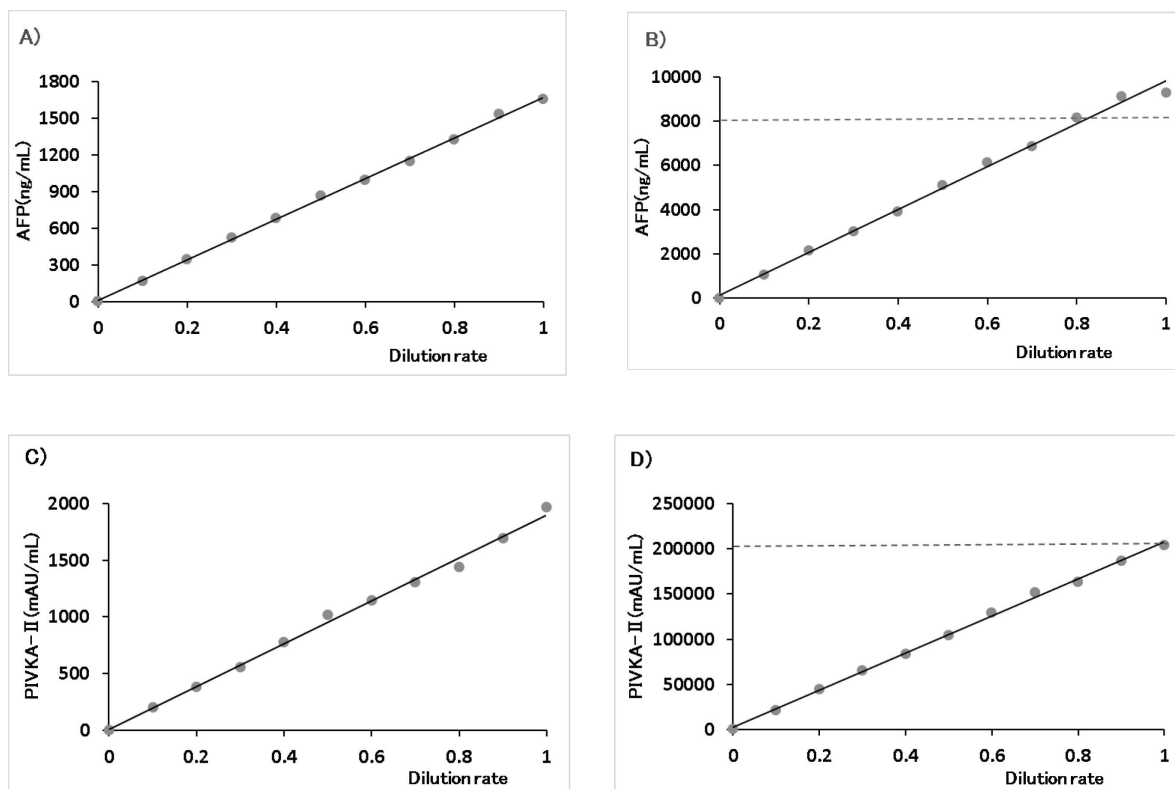 A)
1800
1500
1200
900
600
300
0
AFP(ng/mL)
0 0.2 0.4 0.6 0.8 1
Dilution rate
B)
10000
8000
6000
4000
2000
0
AFP(ng/mL)
0 0.2 0.4 0.6 0.8 1
Dilution rate
C)
2000
1500
1000
500
0
PIVKA-II (mAU/mL)
0 0.2 0.4 0.6 0.8 1
Dilution rate
D)
250000
200000
150000
100000
50000
0
PIVKA-II (mAU/mL)
0 0.2 0.4 0.6 0.8 1
Dilution rate